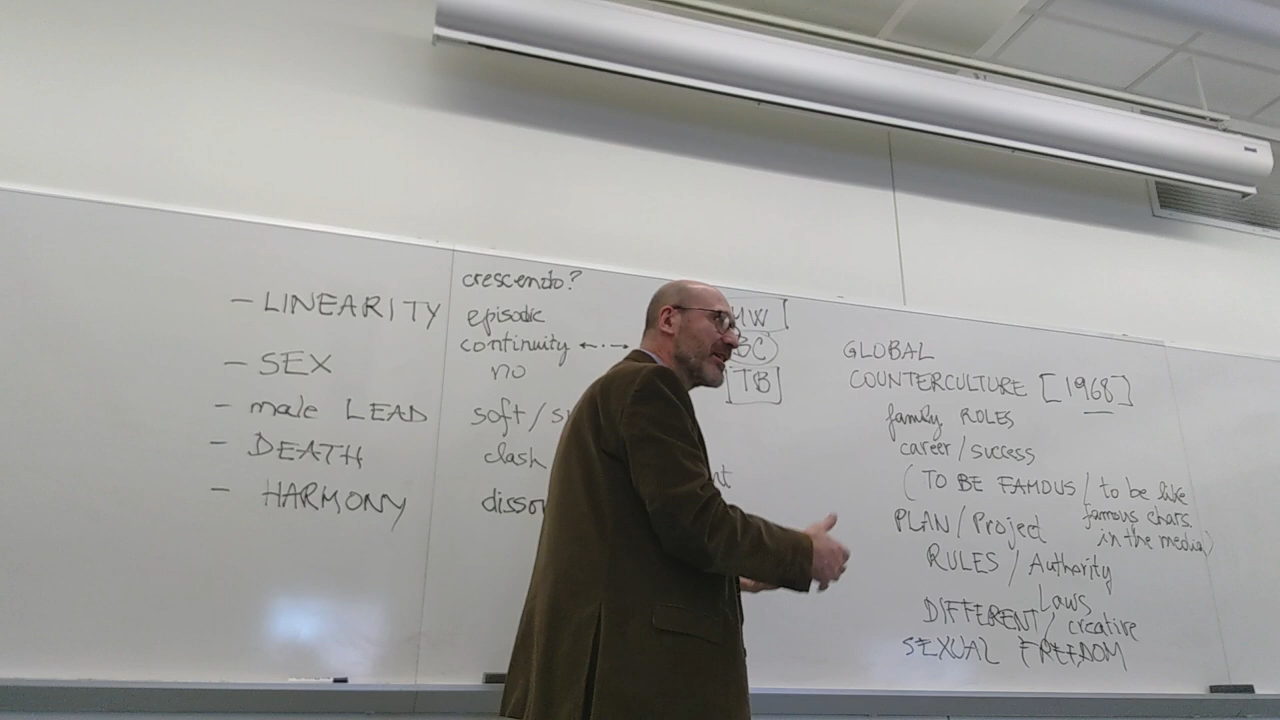 - LINEARITY
- SEX
- male LEAD
- DEATH
- HARMONY
crescendo?
episodic
continuity
no
soft/
clash
BC
TB
GLOBAL
COUNTERCULTURE [1968]
family ROLES
career/success
(TO BE FAMOUS / to be like
famous chars.
in the media)
PLAN/Project
RULES / Authority
Laws
DIFFERENT / creative
SEXUAL FREEDOM